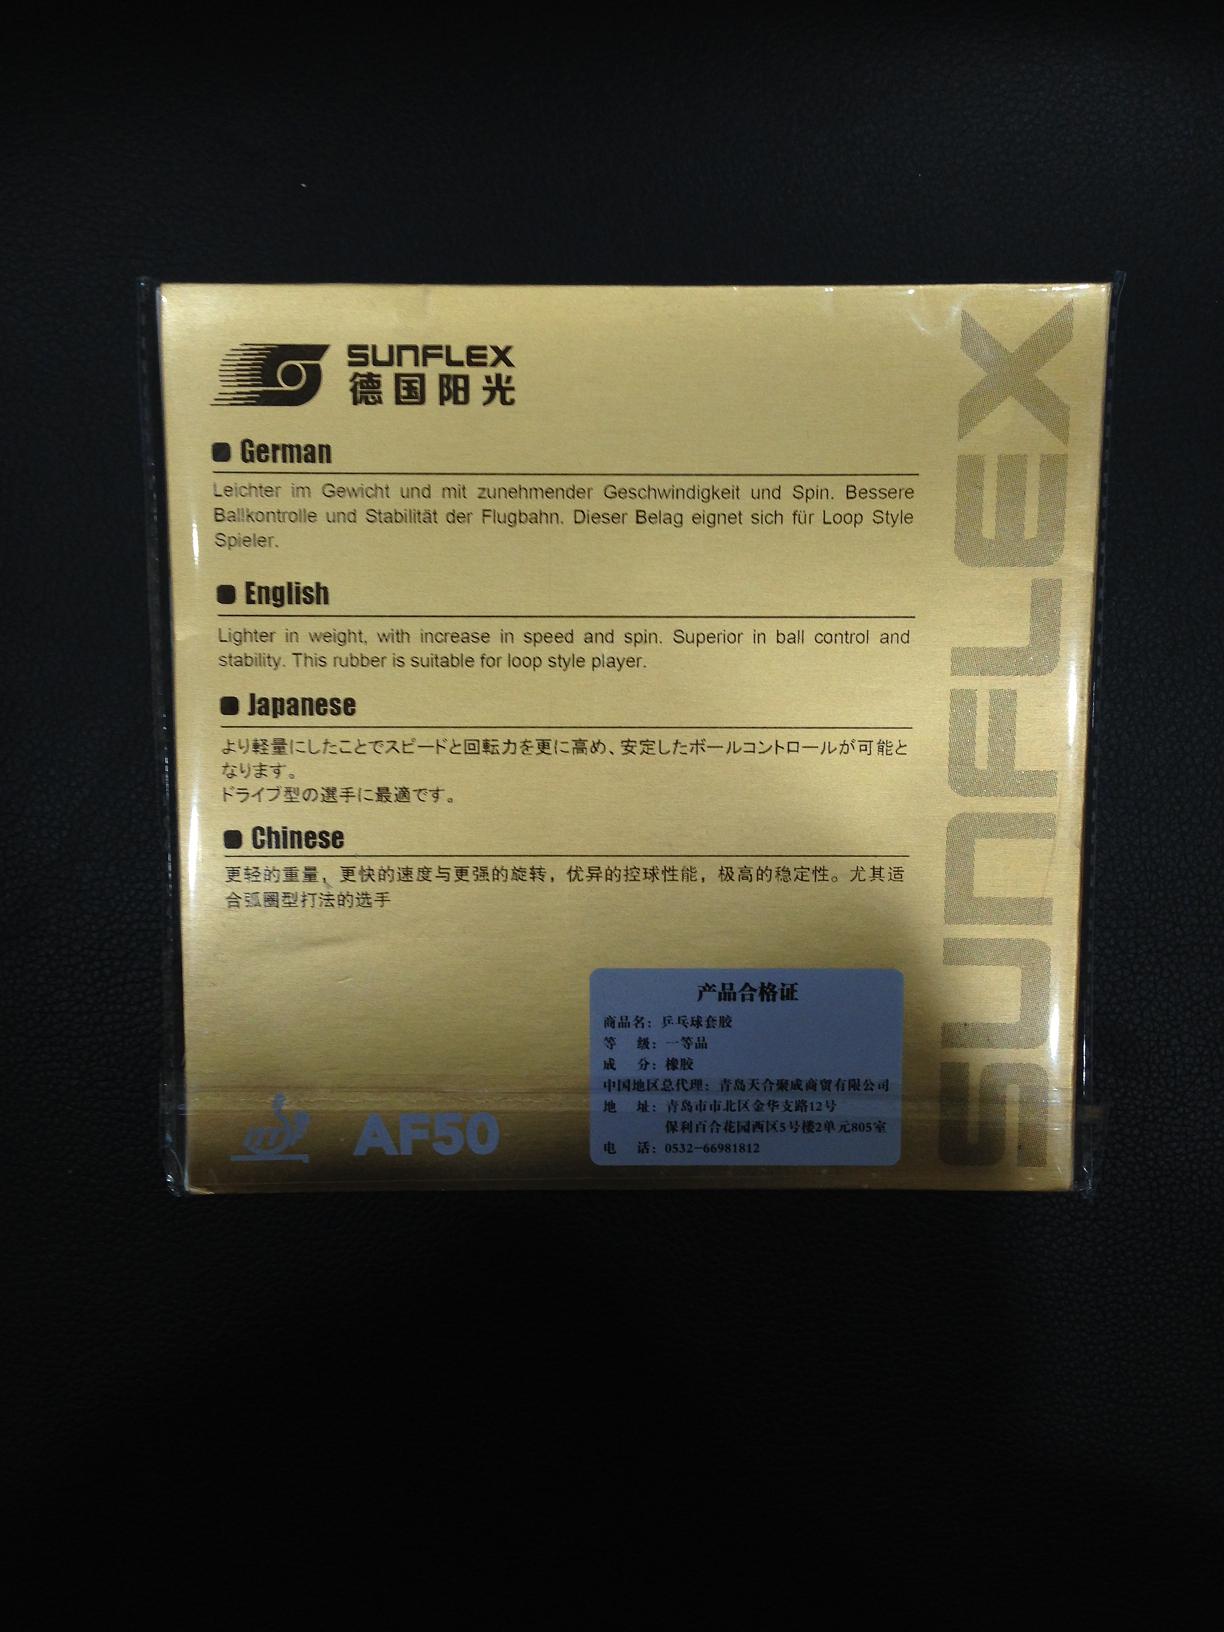 SUNFLEX
德国阳光
German
Leichter im Gewicht und mit zunehmender Geschwindigkeit und Spin. Bessere
Ballkontrolle und Stabilität der Flugbahn. Dieser Belag eignet sich für Loop Style
Spieler.
English
Lighter in weight, with increase in speed and spin. Superior in ball control and
stability. This rubber is suitable for loop style player.
Japanese
より軽量にしたことでスピードと回転力を更に高め、安定したボールコントロールが可能と
なります。
ドライブ型の選手に最適です。
Chinese
更轻的重量，更快的速度与更强的旋转，优异的控球性能，极高的稳定性。尤其适
合弧圈型打法的选手
产品合格证
商品名：乒乓球套胶
等 级：一等品
成 分：橡胶
中国地区总代理：青岛天合聚成商贸有限公司
地 址：青岛市市北区金华支路12号
保利百合花园西区5号楼2单元805室
电 话：0532-66981812
ITTF
AF50
SUNFLEX